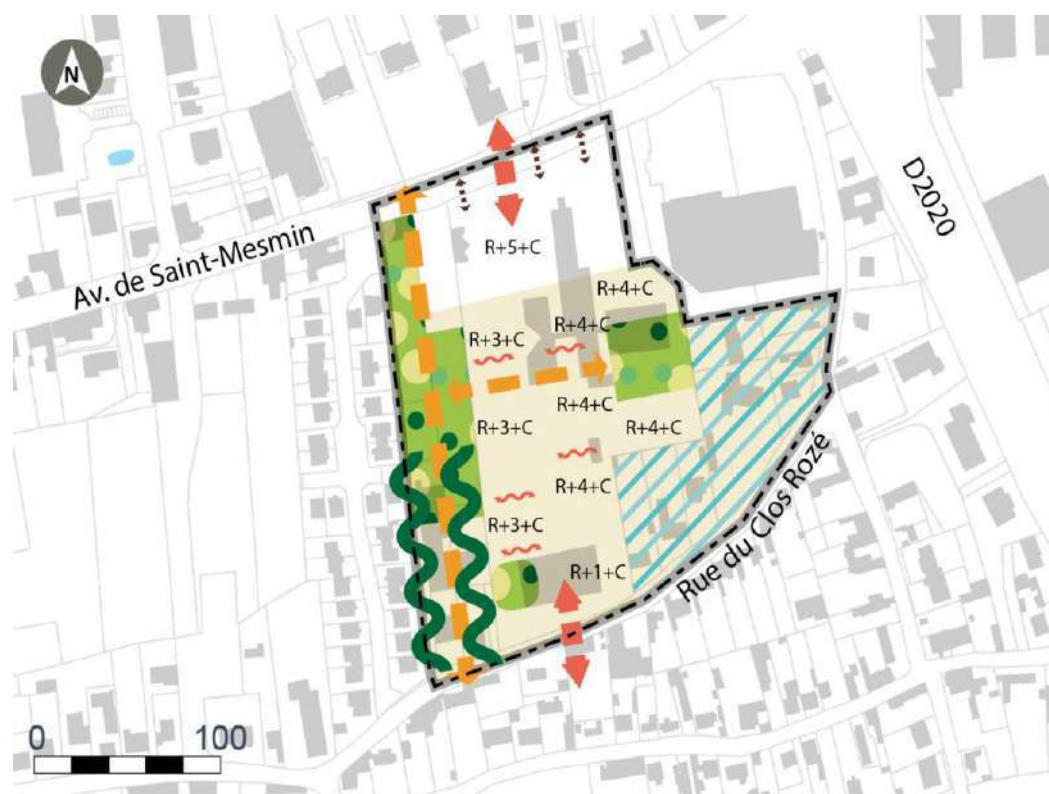 N
Av. de Saint-Mesmin
D2020
R+5+C
R+4+C
R+3+C
R+4+C
R+4+C
R+3+C
R+4+C
R+4+C
R+3+C
R+1+C
Rue du Clos Rozé
0 100